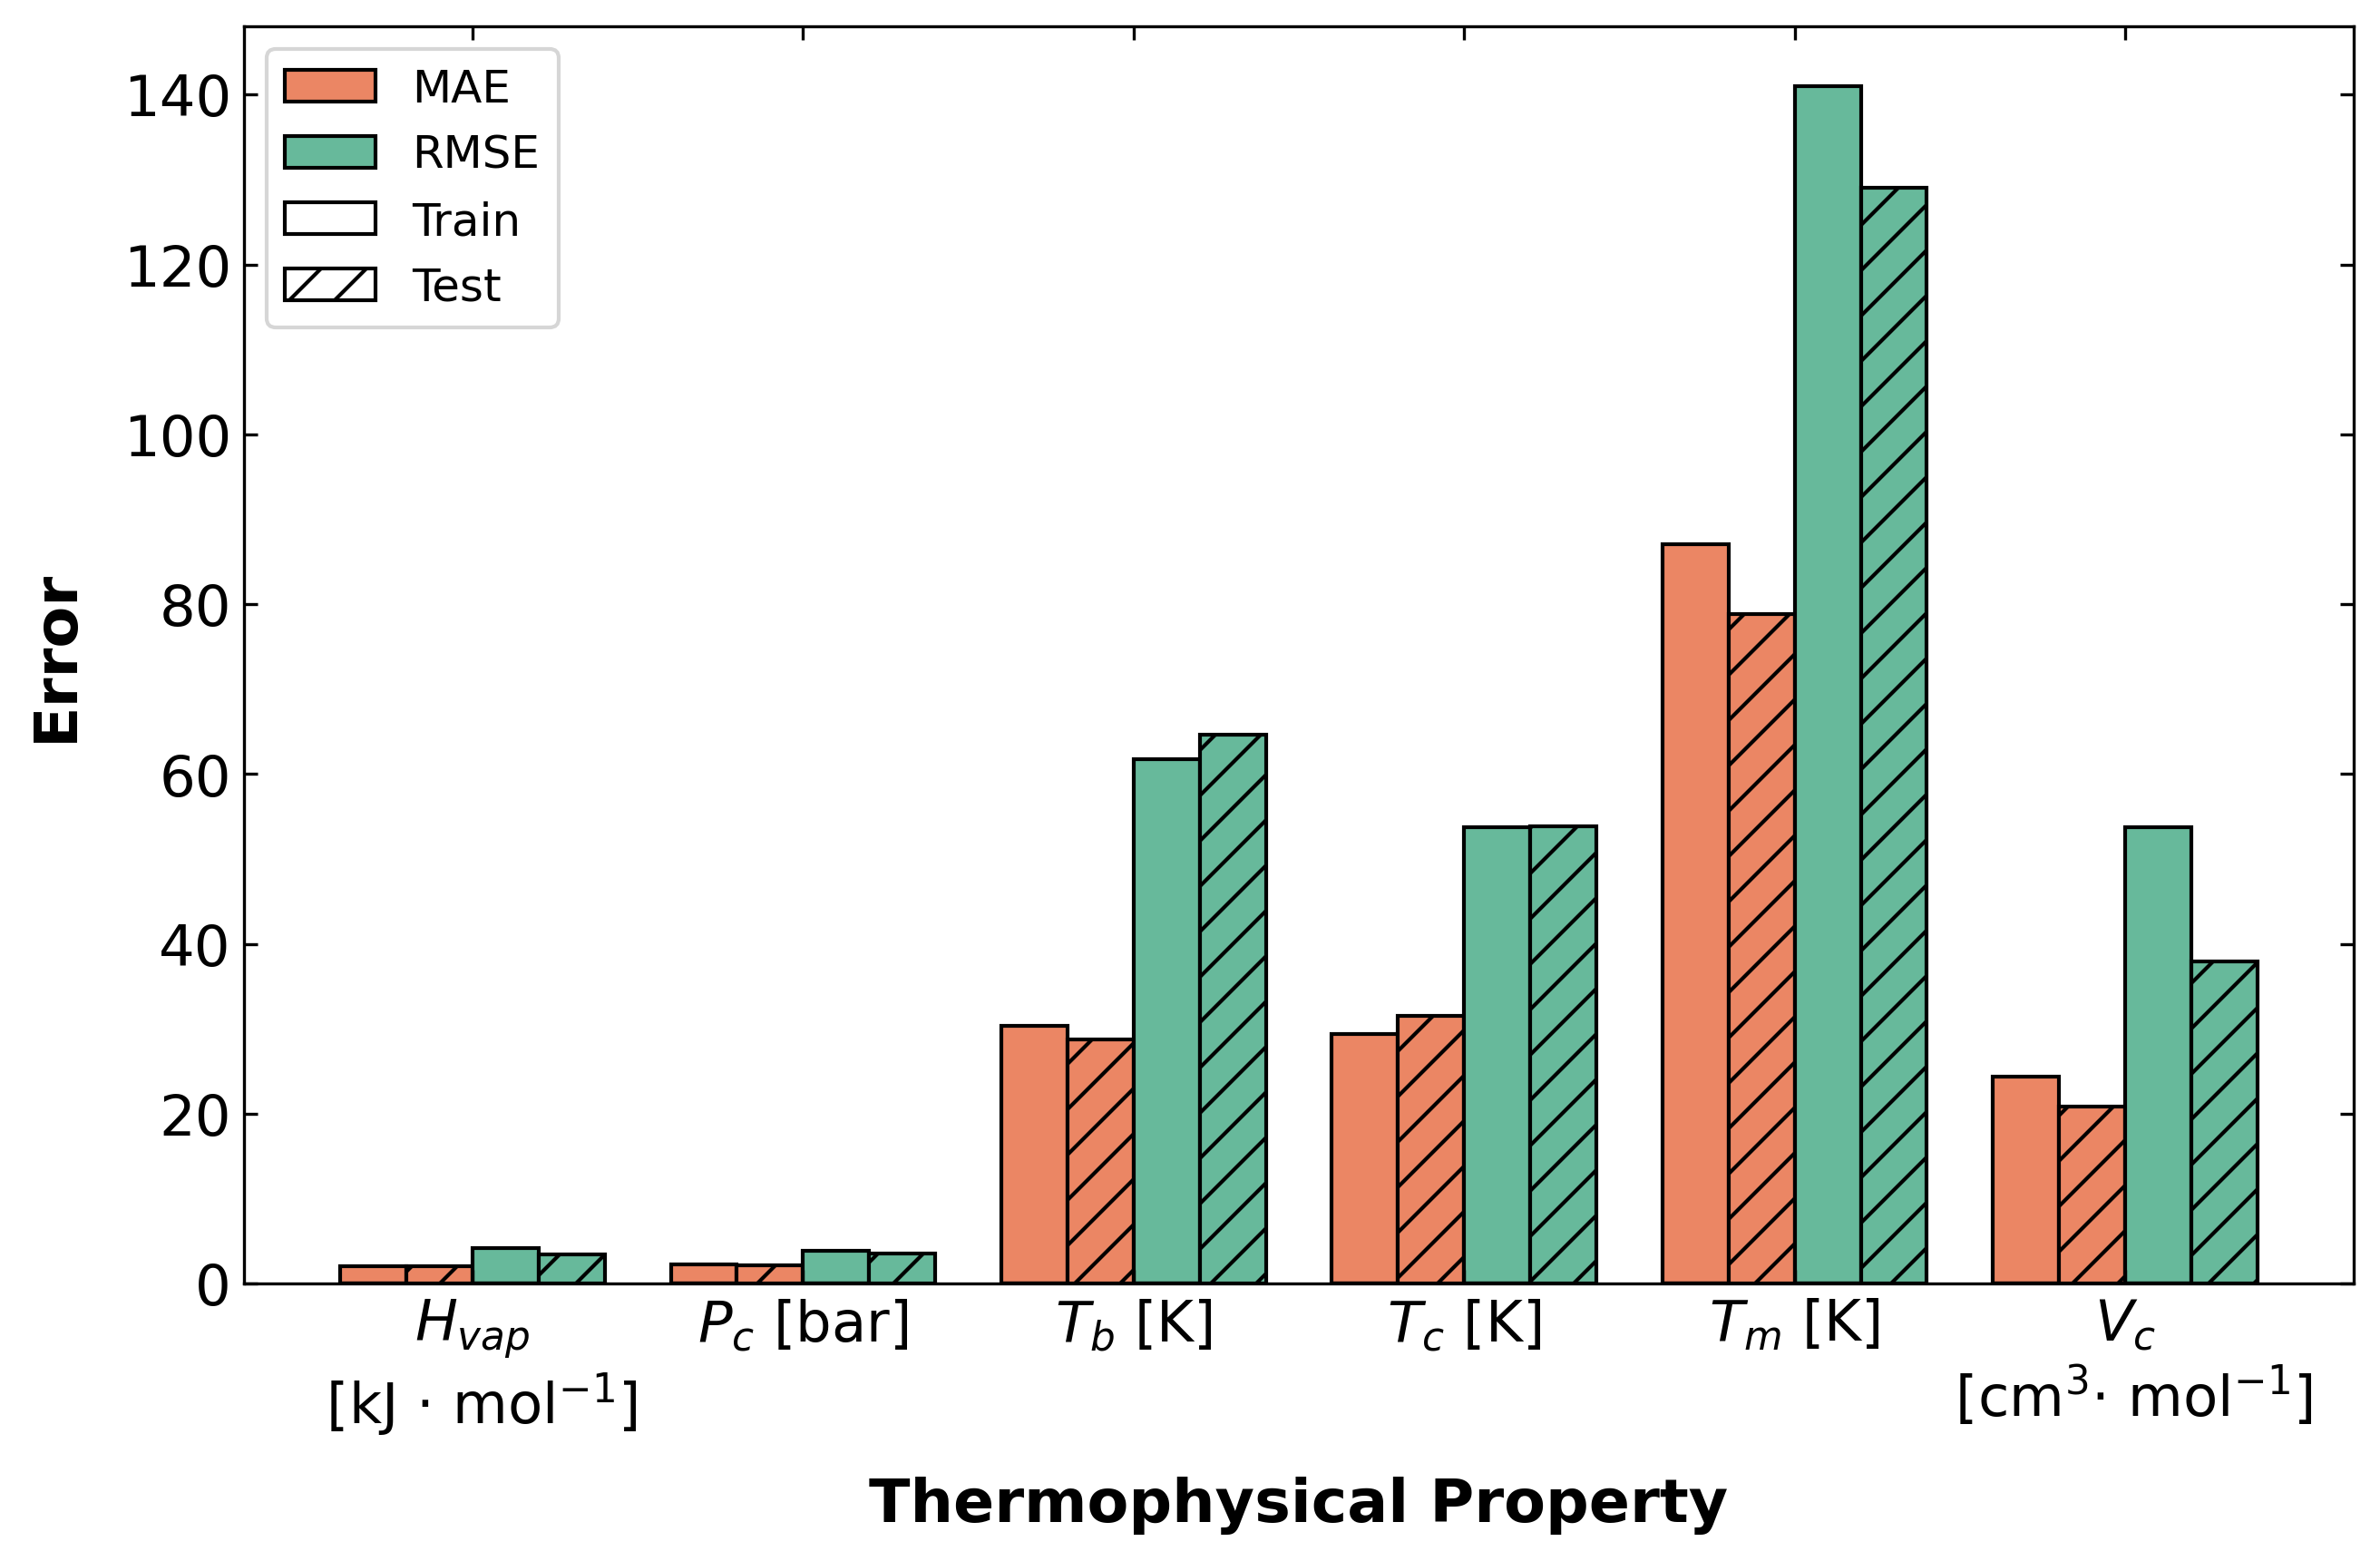 MAE
RMSE
Train
Test
140
120
100
80
60
40
20
0
Error
H_vap P_c [bar] T_b [K] T_c [K] T_m [K] V_c
[kJ · mol⁻¹] [cm³· mol⁻¹]
Thermophysical Property